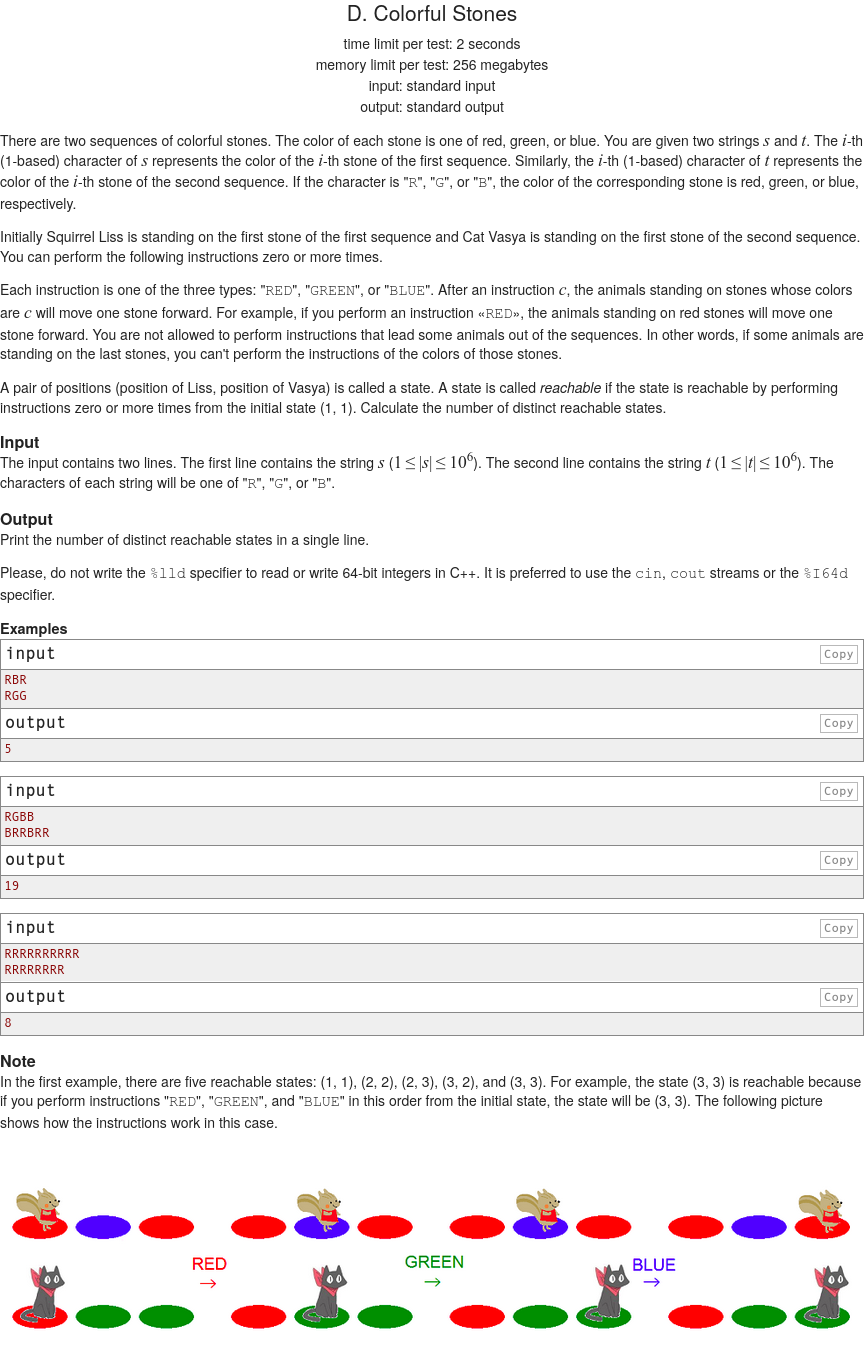 D. Colorful Stones
time limit per test: 2 seconds
memory limit per test: 256 megabytes
input: standard input
output: standard output
There are two sequences of colorful stones. The color of each stone is one of red, green, or blue. You are given two strings s and t. The i-th
(1-based) character of s represents the color of the i-th stone of the first sequence. Similarly, the i-th (1-based) character of t represents the
color of the i-th stone of the second sequence. If the character is "R", "G", or "B", the color of the corresponding stone is red, green, or blue,
respectively.
Initially Squirrel Liss is standing on the first stone of the first sequence and Cat Vasya is standing on the first stone of the second sequence.
You can perform the following instructions zero or more times.
Each instruction is one of the three types: "RED", "GREEN", or "BLUE". After an instruction c, the animals standing on stones whose colors
are c will move one stone forward. For example, if you perform an instruction «RED», the animals standing on red stones will move one
stone forward. You are not allowed to perform instructions that lead some animals out of the sequences. In other words, if some animals are
standing on the last stones, you can't perform the instructions of the colors of those stones.
A pair of positions (position of Liss, position of Vasya) is called a state. A state is called reachable if the state is reachable by performing
instructions zero or more times from the initial state (1, 1). Calculate the number of distinct reachable states.
Input
The input contains two lines. The first line contains the string s (1 ≤ |s| ≤ 10⁶). The second line contains the string t (1 ≤ |t| ≤ 10⁶). The
characters of each string will be one of "R", "G", or "B".
Output
Print the number of distinct reachable states in a single line.
Please, do not write the %lld specifier to read or write 64-bit integers in C++. It is preferred to use the cin, cout streams or the %I64d
specifier.
Examples
input Copy
RBR
RGG
output Copy
5
input Copy
RGBB
BRRBRR
output Copy
19
input Copy
RRRRRRRRRR
RRRRRRRR
output Copy
8
Note
In the first example, there are five reachable states: (1, 1), (2, 2), (2, 3), (3, 2), and (3, 3). For example, the state (3, 3) is reachable because
if you perform instructions "RED", "GREEN", and "BLUE" in this order from the initial state, the state will be (3, 3). The following picture
shows how the instructions work in this case.
RED → GREEN → BLUE →